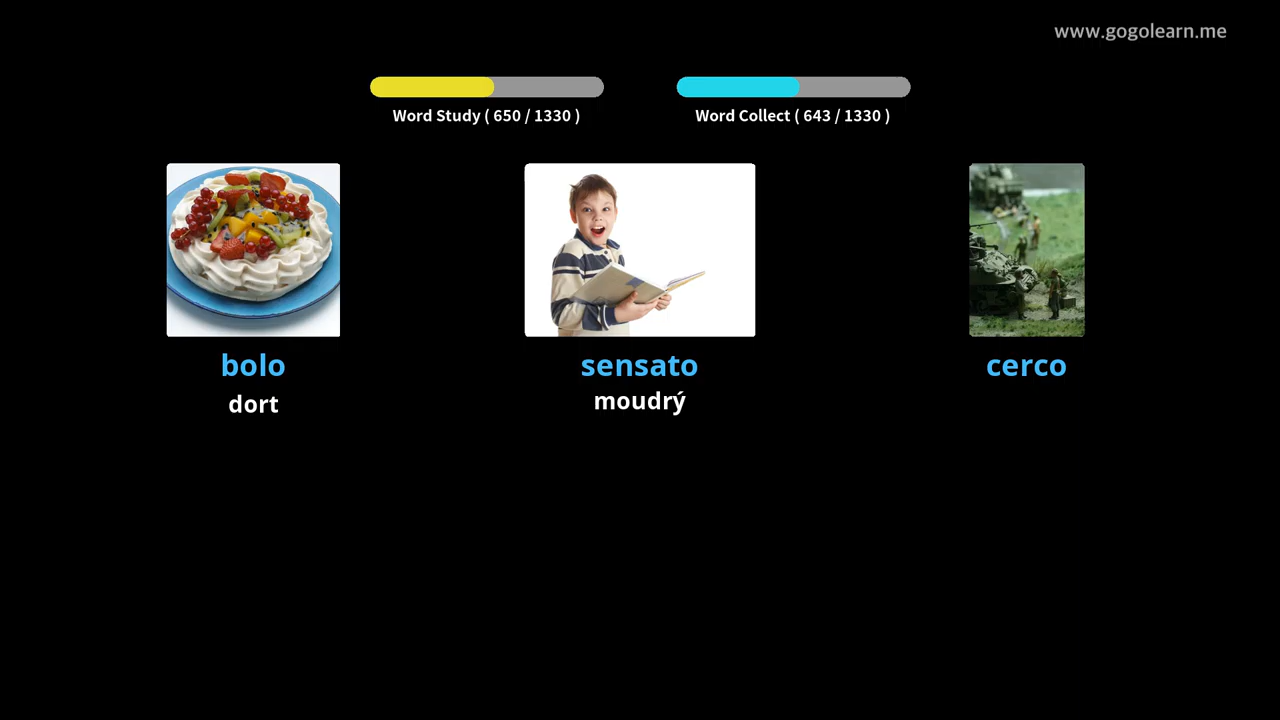 www.gogolearn.me
Word Study ( 650 / 1330 )
Word Collect ( 643 / 1330 )
bolo
sensato
cerco
dort
moudrý